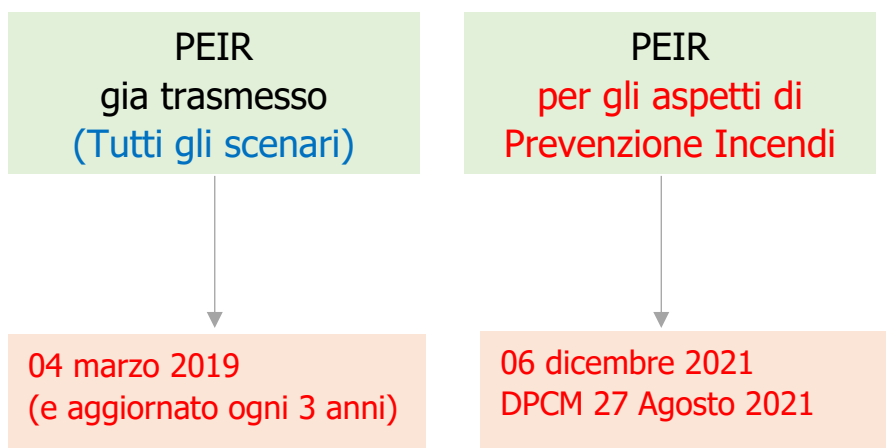 PEIR
gia trasmesso
(Tutti gli scenari)
PEIR
per gli aspetti di
Prevenzione Incendi
04 marzo 2019
(e aggiornato ogni 3 anni)
06 dicembre 2021
DPCM 27 Agosto 2021